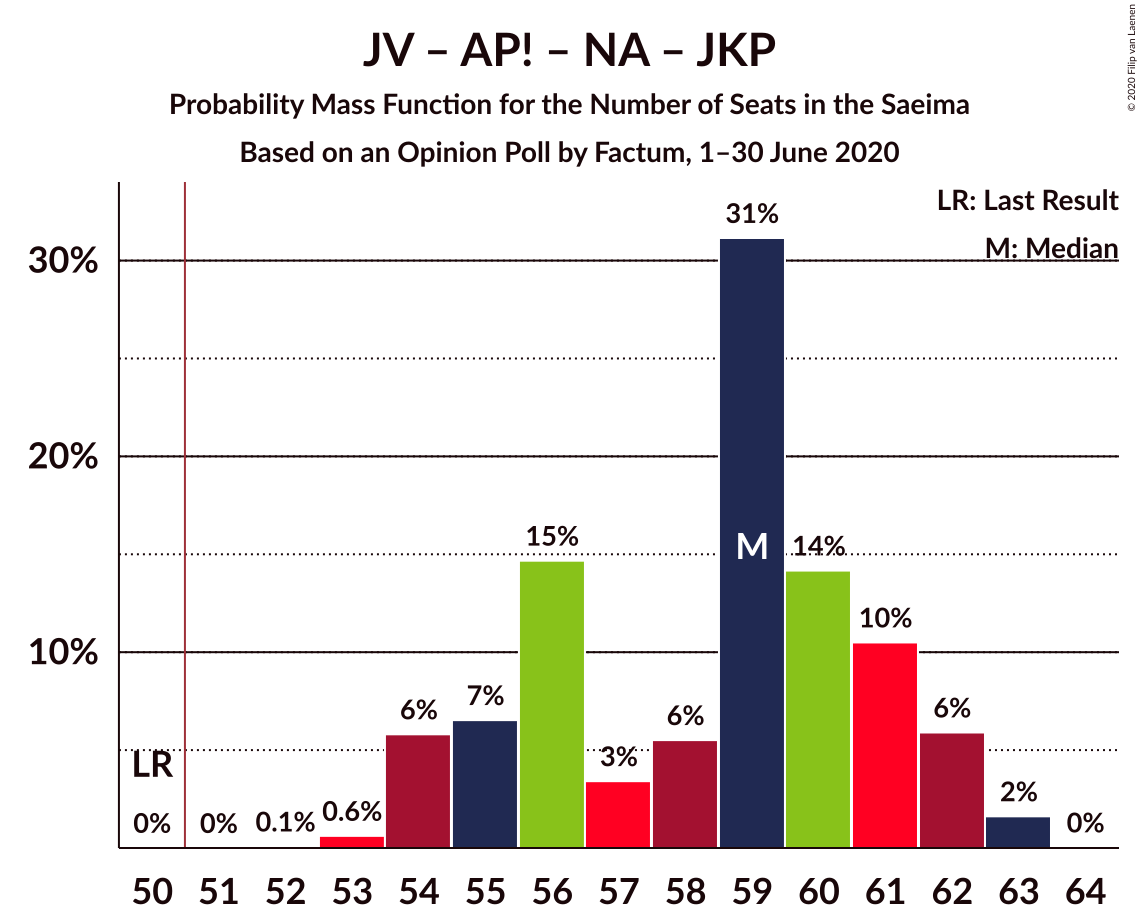 JV – AP! – NA – JKP
Probability Mass Function for the Number of Seats in the Saeima
Based on an Opinion Poll by Factum, 1–30 June 2020
© 2020 Filip van Laenen
LR: Last Result
M: Median
30%
20%
10%
LR
0%
0%
0.1%
0.6%
6%
7%
15%
3%
6%
31%
M
14%
10%
6%
2%
0%
50 51 52 53 54 55 56 57 58 59 60 61 62 63 64